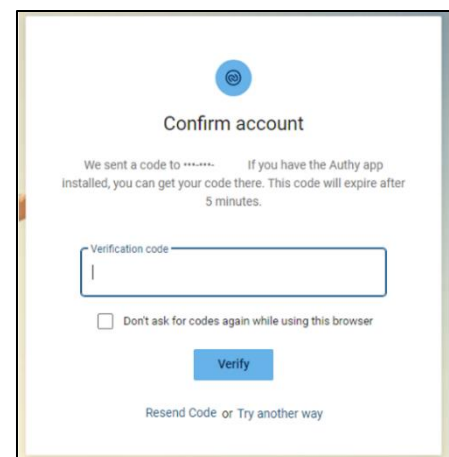 Confirm account
We sent a code to •••-•••- If you have the Authy app
installed, you can get your code there. This code will expire after
5 minutes.
Verification code
Don't ask for codes again while using this browser
Verify
Resend Code or Try another way